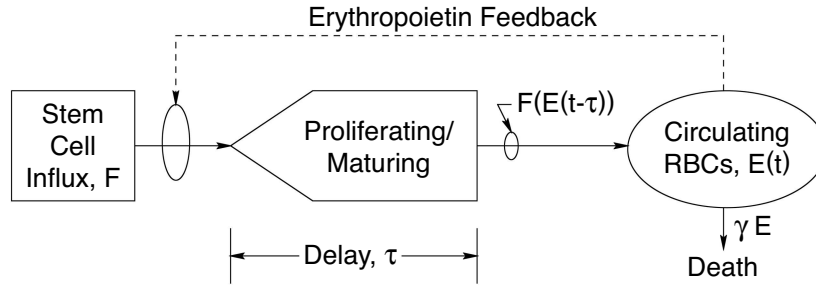 Erythropoietin Feedback
Stem
Cell
Influx, F
Proliferating/
Maturing
F(E(t-τ))
Circulating
RBCs, E(t)
γ E
Death
Delay, τ